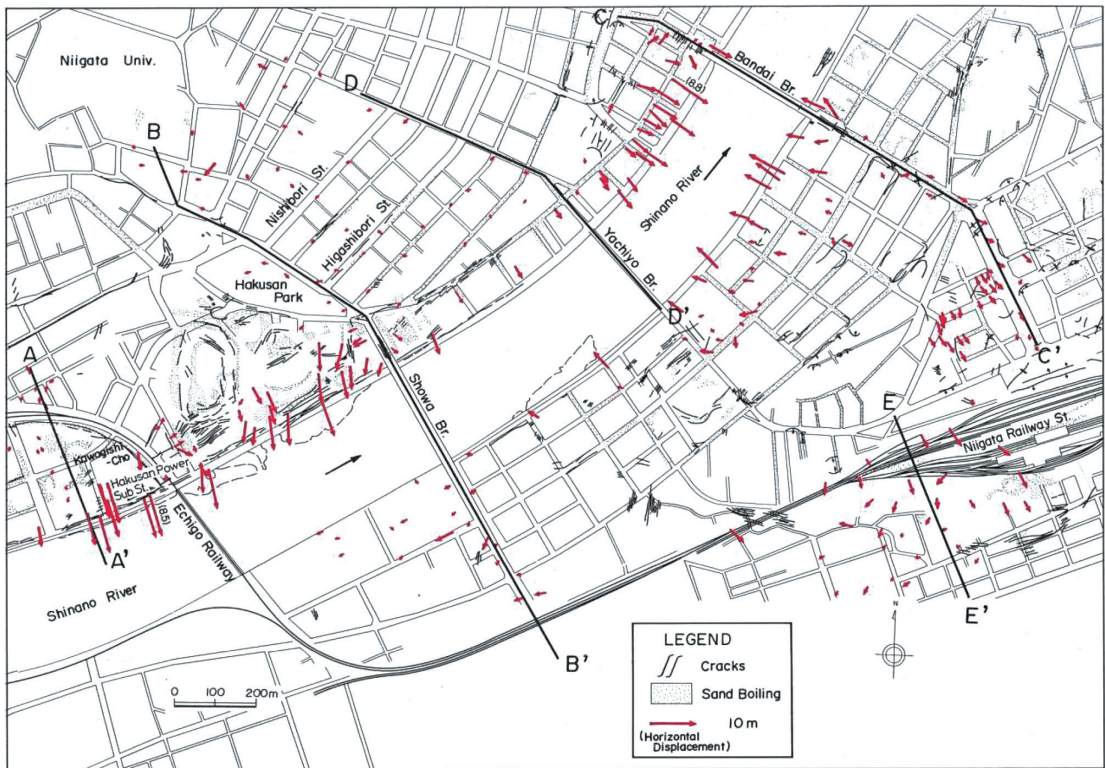 Niigata Univ.
B
D
C
Bandai Br.
(8.8)
Shinano River
Nishibori St.
Higashibori St.
Yachiyo Br.
Hakusan
Park
D'
C'
A
Showa Br.
E
Niigata Railway St.
Kawagishi
-Cho
Hakusan Power
Sub St.
(8.5)
Echigo Railway
A'
Shinano River
E'
B'
N
0 100 200m
LEGEND
Cracks
Sand Boiling
10 m
(Horizontal
Displacement)